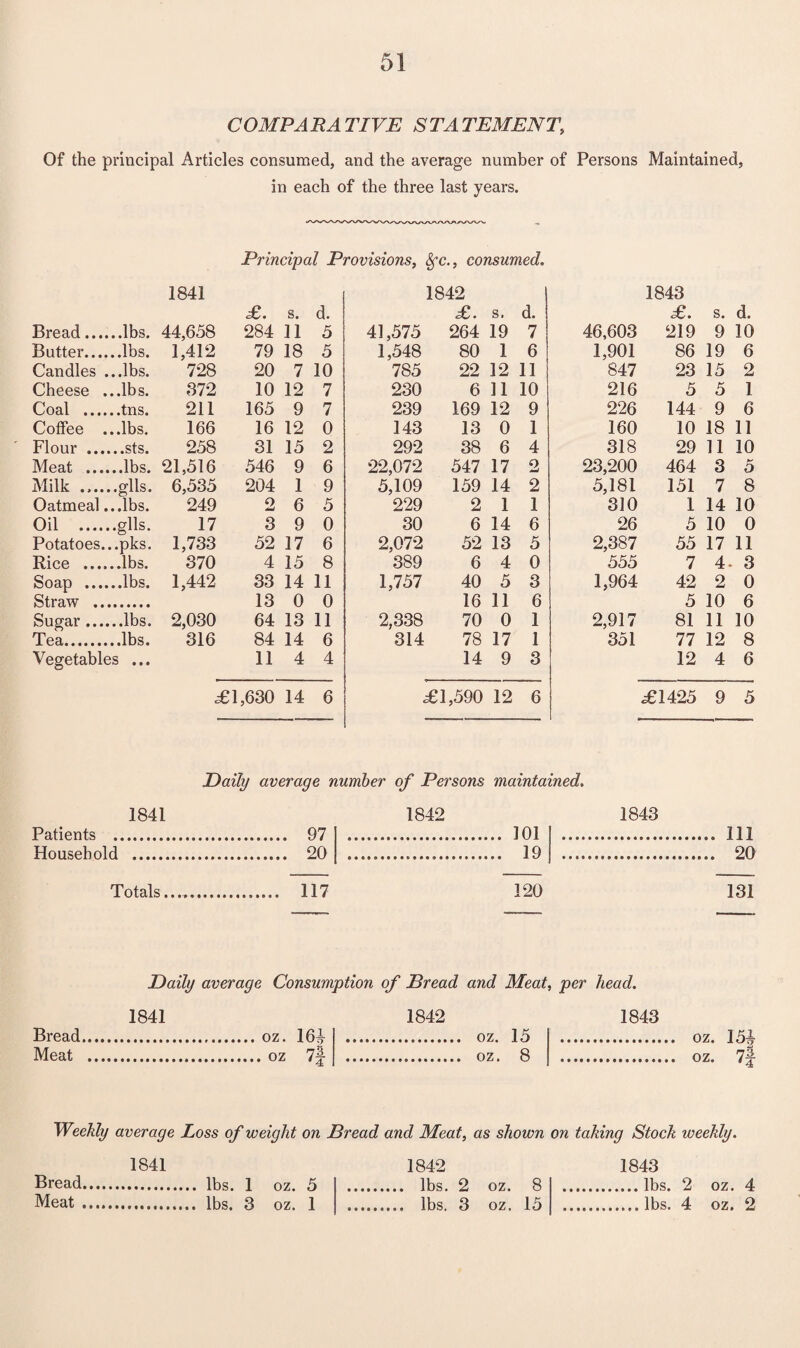 51
COMPARATIVE STATEMENT,
Of the principal Articles consumed, and the average number of Persons Maintained,
in each of the three last years.
Principal Provisions, &c., consumed.
1841 1842 1843
£. s. d. £. s. d. £. s. d.
Bread......lbs. 44,658 284 11 5 41,575 264 19 7 46,603 219 9 10
Butter......lbs. 1,412 79 18 5 1,548 80 1 6 1,901 86 19 6
Candles ...lbs. 728 20 7 10 785 22 12 11 847 23 15 2
Cheese ...lbs. 372 10 12 7 230 6 11 10 216 5 5 1
Coal ......tns. 211 165 9 7 239 169 12 9 226 144 9 6
Coffee ...lbs. 166 16 12 0 143 13 0 1 160 10 18 11
Flour ......sts. 258 31 15 2 292 38 6 4 318 29 11 10
Meat ......lbs. 21,516 546 9 6 22,072 547 17 2 23,200 464 3 5
Milk ......glls. 6,535 204 1 9 5,109 159 14 2 5,181 151 7 8
Oatmeal...lbs. 249 2 6 5 229 2 1 1 310 1 14 10
Oil ......glls. 17 3 9 0 30 6 14 6 26 5 10 0
Potatoes...pks. 1,733 52 17 6 2,072 52 13 5 2,387 55 17 11
Rice ......lbs. 370 4 15 8 389 6 4 0 555 7 4 3
Soap ......lbs. 1,442 33 14 11 1,757 40 5 3 1,964 42 2 0
Straw ......... 13 0 0 16 11 6 5 10 6
Sugar......lbs. 2,030 64 13 11 2,338 70 0 1 2,917 81 11 10
Tea.........lbs. 316 84 14 6 314 78 17 1 351 77 12 8
Vegetables ... 11 4 4 14 9 3 12 4 6
£1,630 14 6 £1,590 12 6 £1425 9 5
Daily average number of Persons maintained.
1841 1842 1843
Patients ........................... 97 ........................ 101 ........................ 111
Household ........................ 20 ........................ 19 ........................ 20
Totals..................... 117 120 131
Daily average Consumption of Bread and Meat, per head.
1841 1842 1843
Bread.............................. oz. 16½ .................. oz. 15 .................. oz. 15½
Meat .............................. oz 7¾ .................. oz. 8 .................. oz. 7¾
Weekly average Loss of weight on Bread and Meat, as shown on taking Stock weekly.
1841 1842 1843
Bread.................. lbs. 1 oz. 5 ......... lbs. 2 oz. 8 ............lbs. 2 oz. 4
Meat .................. lbs. 3 oz. 1 ......... lbs. 3 oz. 15 ............lbs. 4 oz. 2